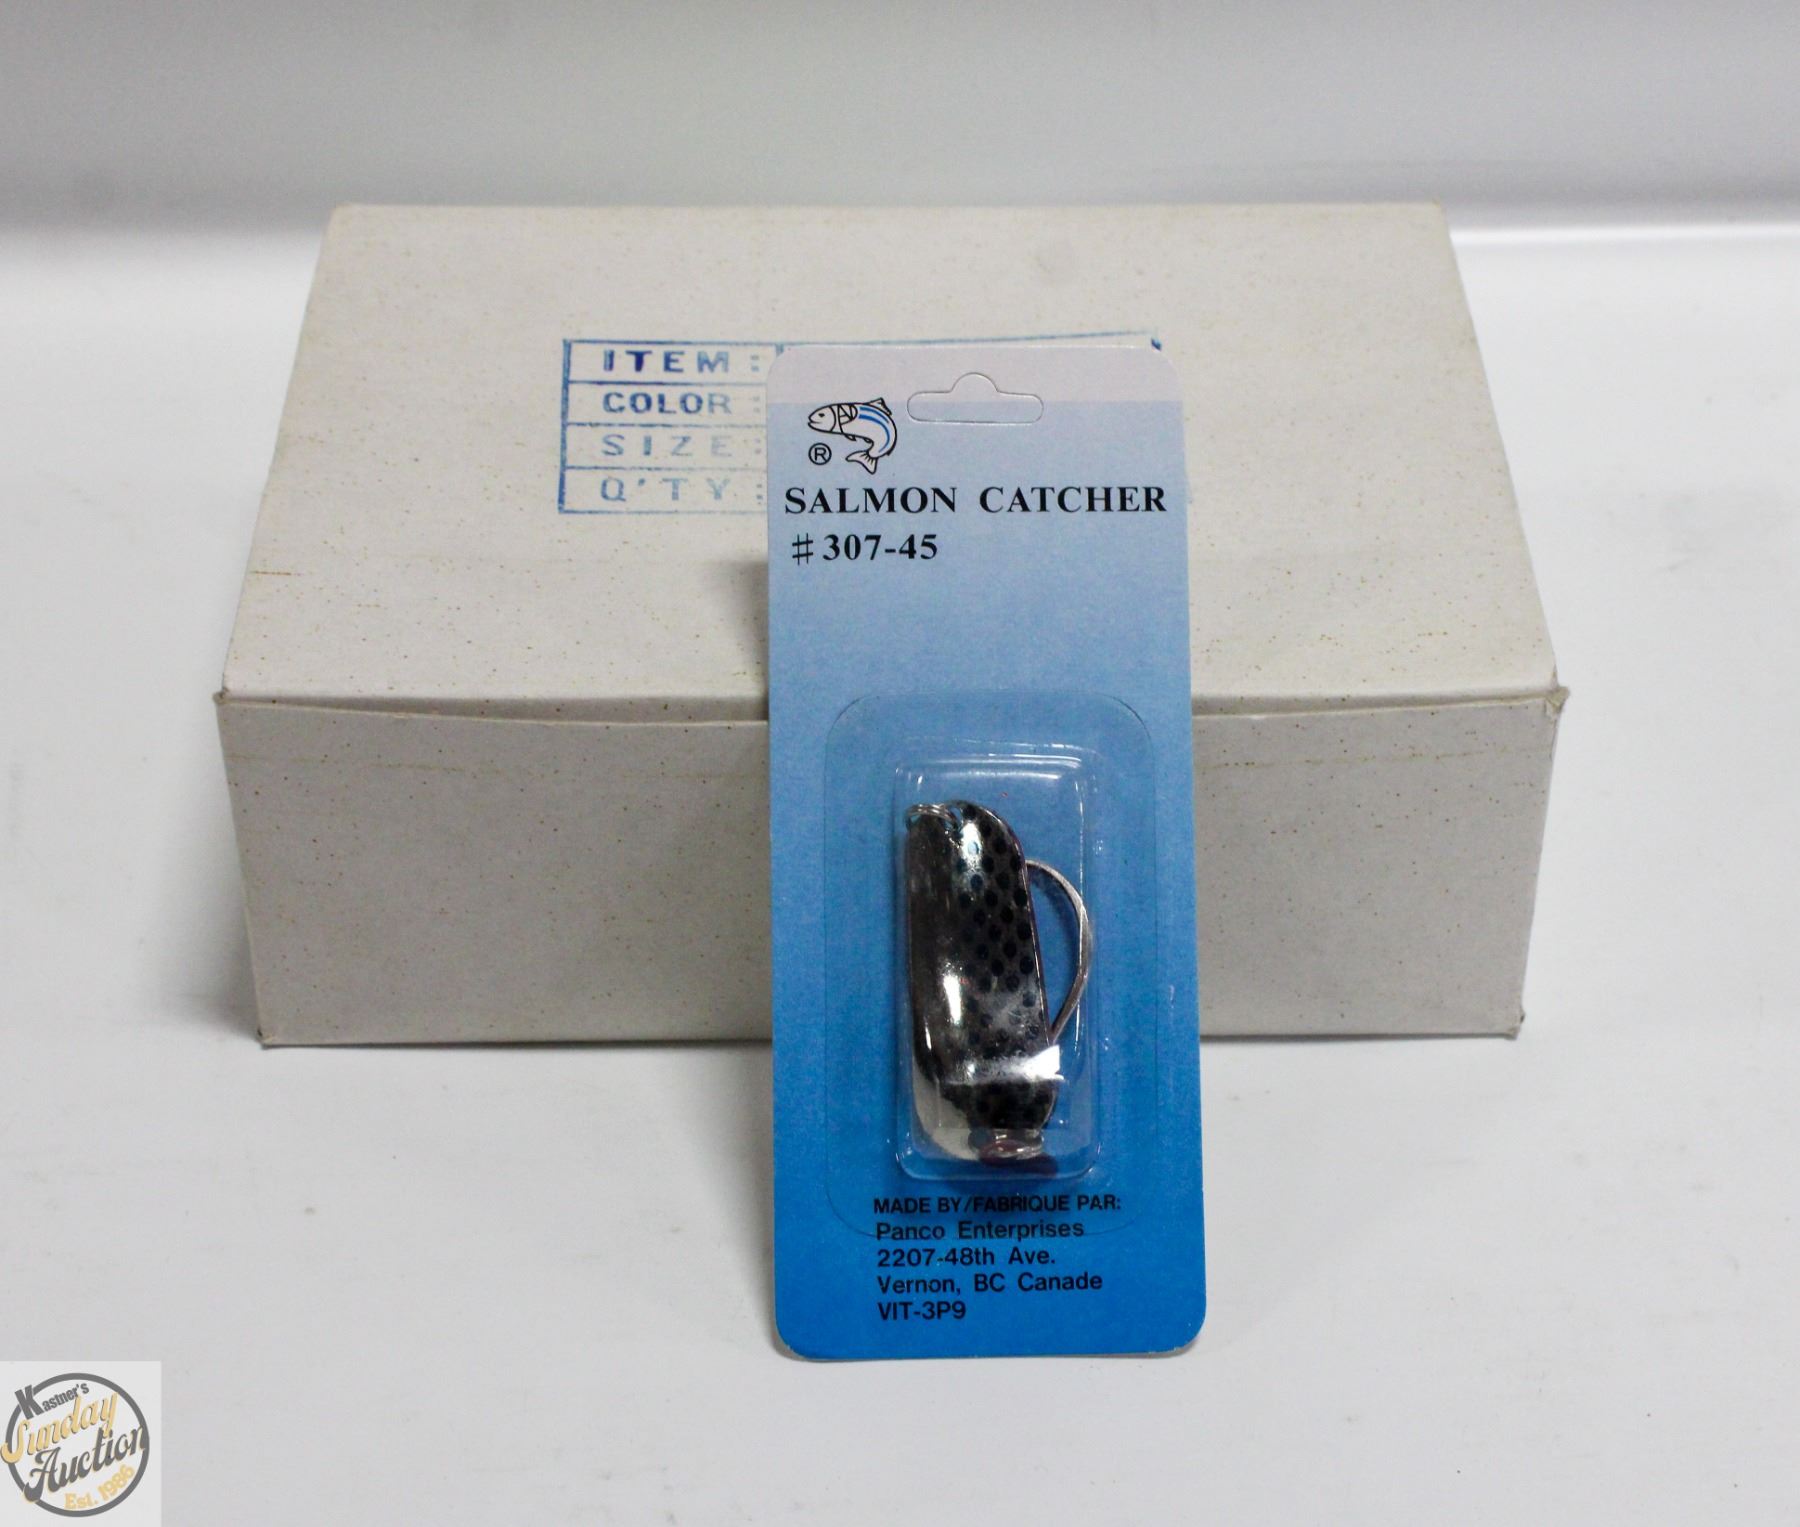 ITEM:
COLOR:
SIZE:
Q'TY:
®
SALMON CATCHER
#307-45
MADE BY/FABRIQUE PAR:
Panco Enterprises
2207-48th Ave.
Vernon, BC Canade
VIT-3P9
Kastner's
Sunday
Auction
Est. 1986